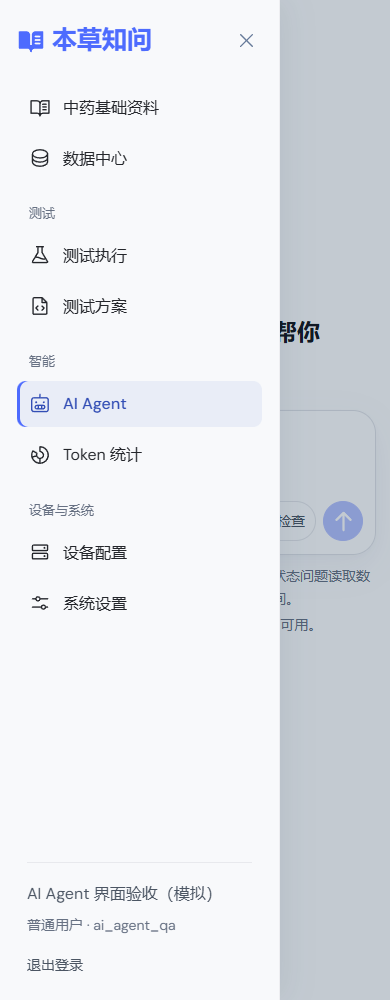 本草知问
中药基础资料
数据中心
测试
测试执行
测试方案
智能
AI Agent
Token 统计
设备与系统
设备配置
系统设置
AI Agent 界面验收（模拟）
普通用户 · ai_agent_qa
退出登录
帮你
检查
状态问题读取数
可用。